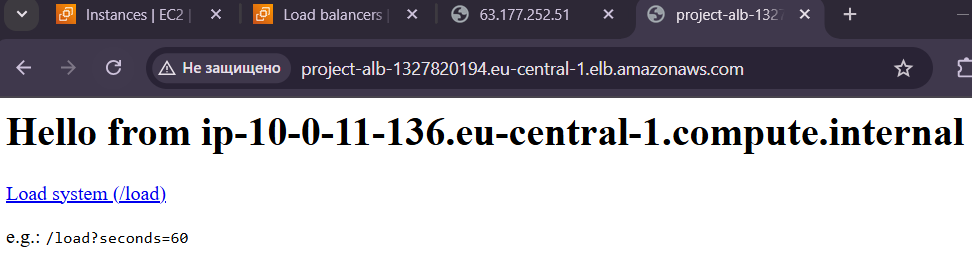 Instances | EC2
Load balancers
63.177.252.51
project-alb-1327
Не защищено
project-alb-1327820194.eu-central-1.elb.amazonaws.com
Hello from ip-10-0-11-136.eu-central-1.compute.internal
Load system (/load)
e.g.: /load?seconds=60